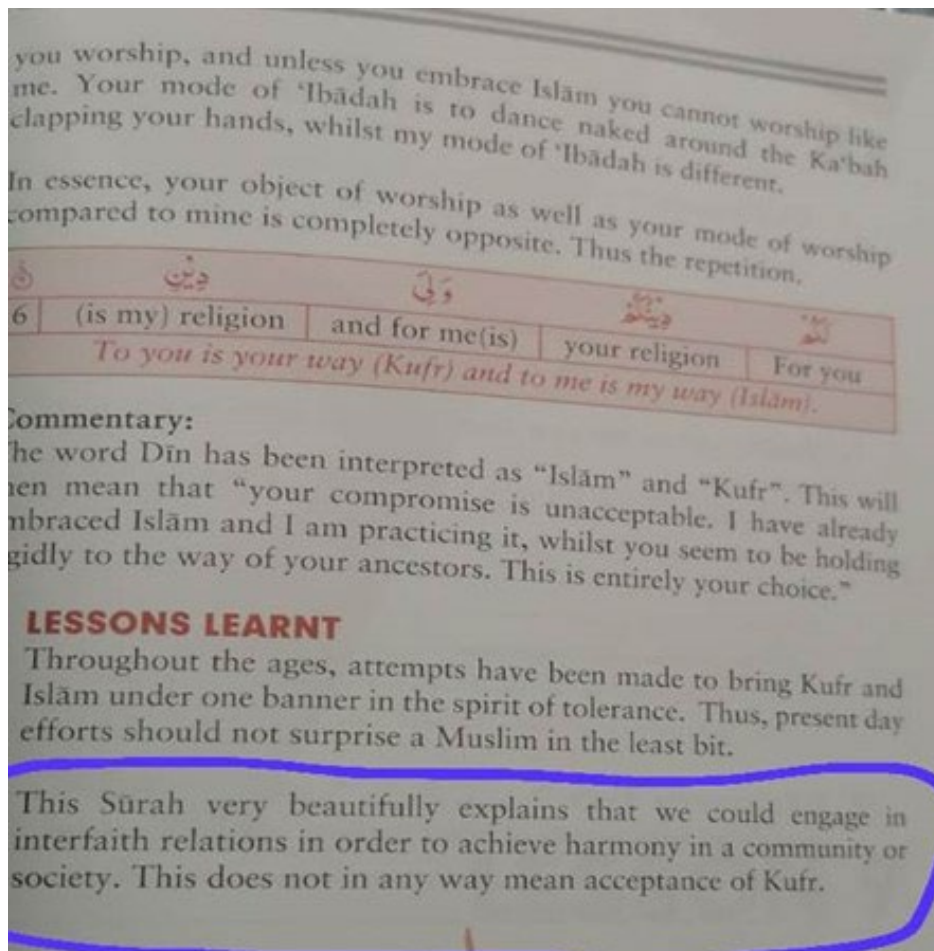 you worship, and unless you embrace Islām you cannot worship like
me. Your mode of ‘Ibādah is to dance naked around the Ka‘bah
clapping your hands, whilst my mode of ‘Ibādah is different.
In essence, your object of worship as well as your mode of worship
compared to mine is completely opposite. Thus the repetition.
دِيْنِ وَلِيَ دِيْنُكُمْ لَكُمْ
6 (is my) religion and for me(is) your religion For you
To you is your way (Kufr) and to me is my way (Islām).
Commentary:
The word Dīn has been interpreted as “Islām” and “Kufr”. This will
hen mean that “your compromise is unacceptable. I have already
mbraced Islām and I am practicing it, whilst you seem to be holding
gidly to the way of your ancestors. This is entirely your choice.”
LESSONS LEARNT
Throughout the ages, attempts have been made to bring Kufr and
Islām under one banner in the spirit of tolerance. Thus, present day
efforts should not surprise a Muslim in the least bit.
This Sūrah very beautifully explains that we could engage in
interfaith relations in order to achieve harmony in a community or
society. This does not in any way mean acceptance of Kufr.